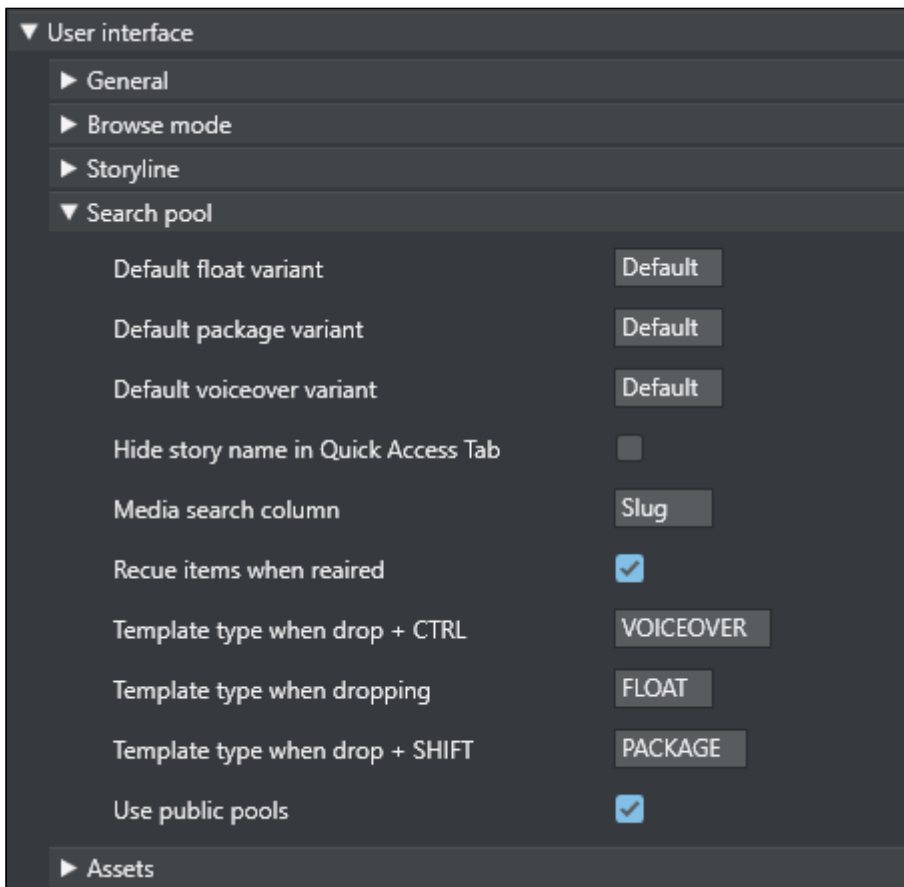 User interface
General
Browse mode
Storyline
Search pool
Default float variant Default
Default package variant Default
Default voiceover variant Default
Hide story name in Quick Access Tab
Media search column Slug
Recue items when reaired
Template type when drop + CTRL VOICEOVER
Template type when dropping FLOAT
Template type when drop + SHIFT PACKAGE
Use public pools
Assets